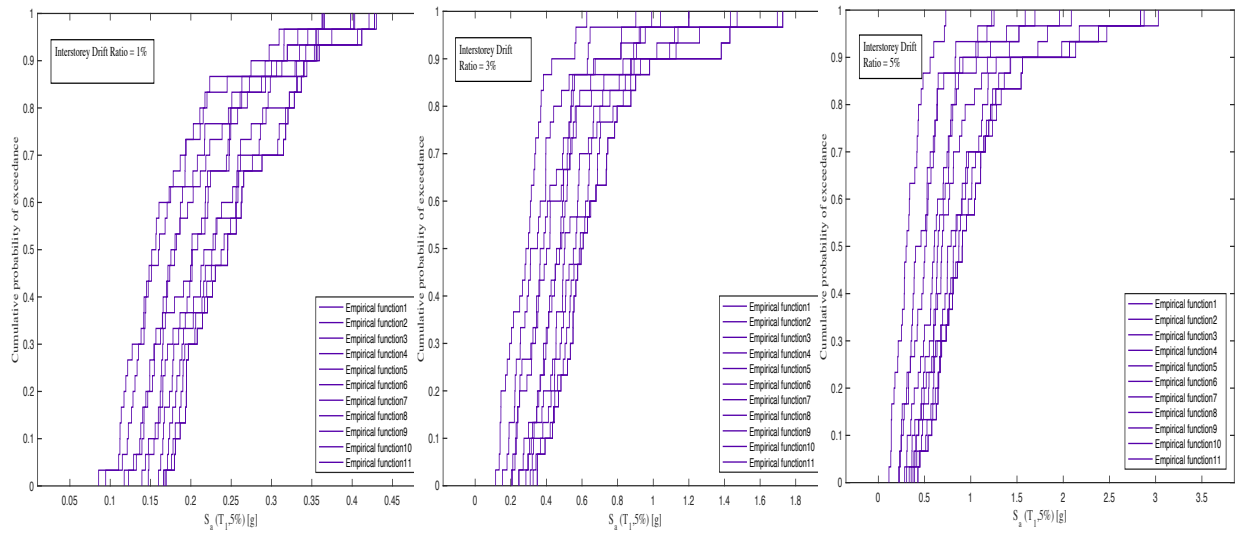 Interstorey Drift Ratio = 1%
Cumulative probability of exceedance
1
0.9
0.8
0.7
0.6
0.5
0.4
0.3
0.2
0.1
0
0.05
0.1
0.15
0.2
0.25
0.3
0.35
0.4
0.45
S_a (T_1,5%) [g]
Empirical function1
Empirical function2
Empirical function3
Empirical function4
Empirical function5
Empirical function6
Empirical function7
Empirical function8
Empirical function9
Empirical function10
Empirical function11
Interstorey Drift
Ratio = 3%
Cumulative probability of exceedance
1
0.9
0.8
0.7
0.6
0.5
0.4
0.3
0.2
0.1
0
0
0.2
0.4
0.6
0.8
1
1.2
1.4
1.6
1.8
S_a (T_1,5%) [g]
Empirical function1
Empirical function2
Empirical function3
Empirical function4
Empirical function5
Empirical function6
Empirical function7
Empirical function8
Empirical function9
Empirical function10
Empirical function11
Interstorey Drift
Ratio = 5%
Cumulative probability of exceedance
1
0.9
0.8
0.7
0.6
0.5
0.4
0.3
0.2
0.1
0
0
0.5
1
1.5
2
2.5
3
3.5
S_a (T_1,5%) [g]
Empirical function1
Empirical function2
Empirical function3
Empirical function4
Empirical function5
Empirical function6
Empirical function7
Empirical function8
Empirical function9
Empirical function10
Empirical function11